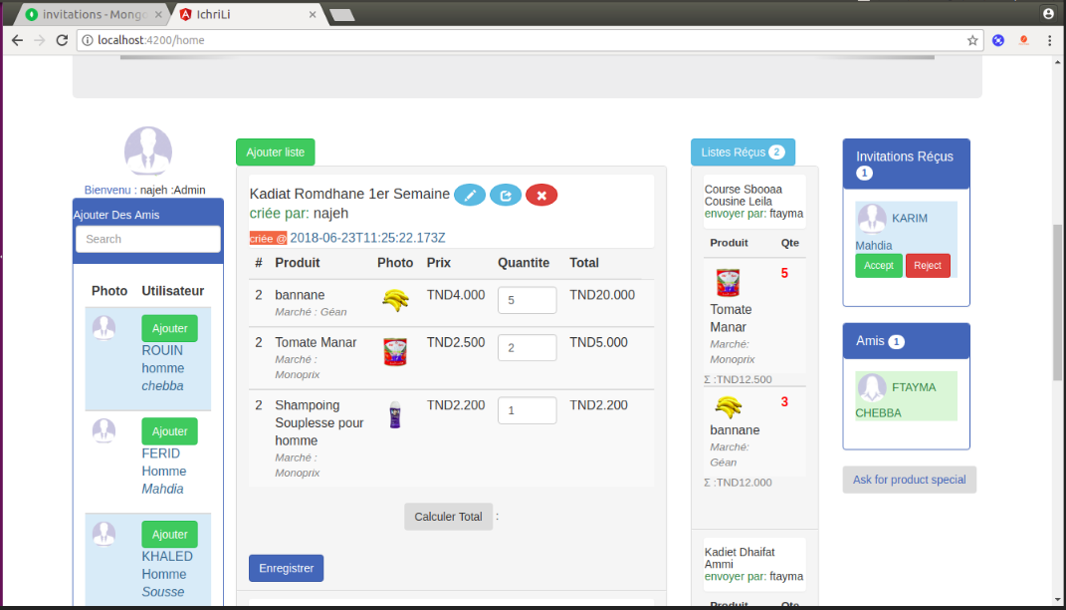 invitations - Mong
IchriLi
localhost:4200/home
Bienvenu : najeh :Admin
Ajouter Des Amis
Search
Photo Utilisateur
Ajouter
ROUIN
homme
chebba
Ajouter
FERID
Homme
Mahdia
Ajouter
KHALED
Homme
Sousse
Ajouter liste
Kadiat Romdhane 1er Semaine
criée par: najeh
criée @ 2018-06-23T11:25:22.173Z
# Produit Photo Prix Quantite Total
2 bannane TND4.000 5 TND20.000
Marché : Géan
2 Tomate Manar TND2.500 2 TND5.000
Marché :
Monoprix
2 Shampoing TND2.200 1 TND2.200
Souplesse pour
homme
Marché :
Monoprix
Calculer Total :
Enregistrer
Listes Réçus 2
Course Sbooaa
Cousine Leila
envoyer par: ftayma
Produit Qte
5
Tomate
Manar
Marché:
Monoprix
Σ :TND12.500
3
bannane
Marché:
Géan
Σ :TND12.000
Kadiet Dhaifat
Ammi
envoyer par: ftayma
Produit Qte
Invitations Réçus
1
KARIM
Mahdia
Accept Reject
Amis 1
FTAYMA
CHEBBA
Ask for product special